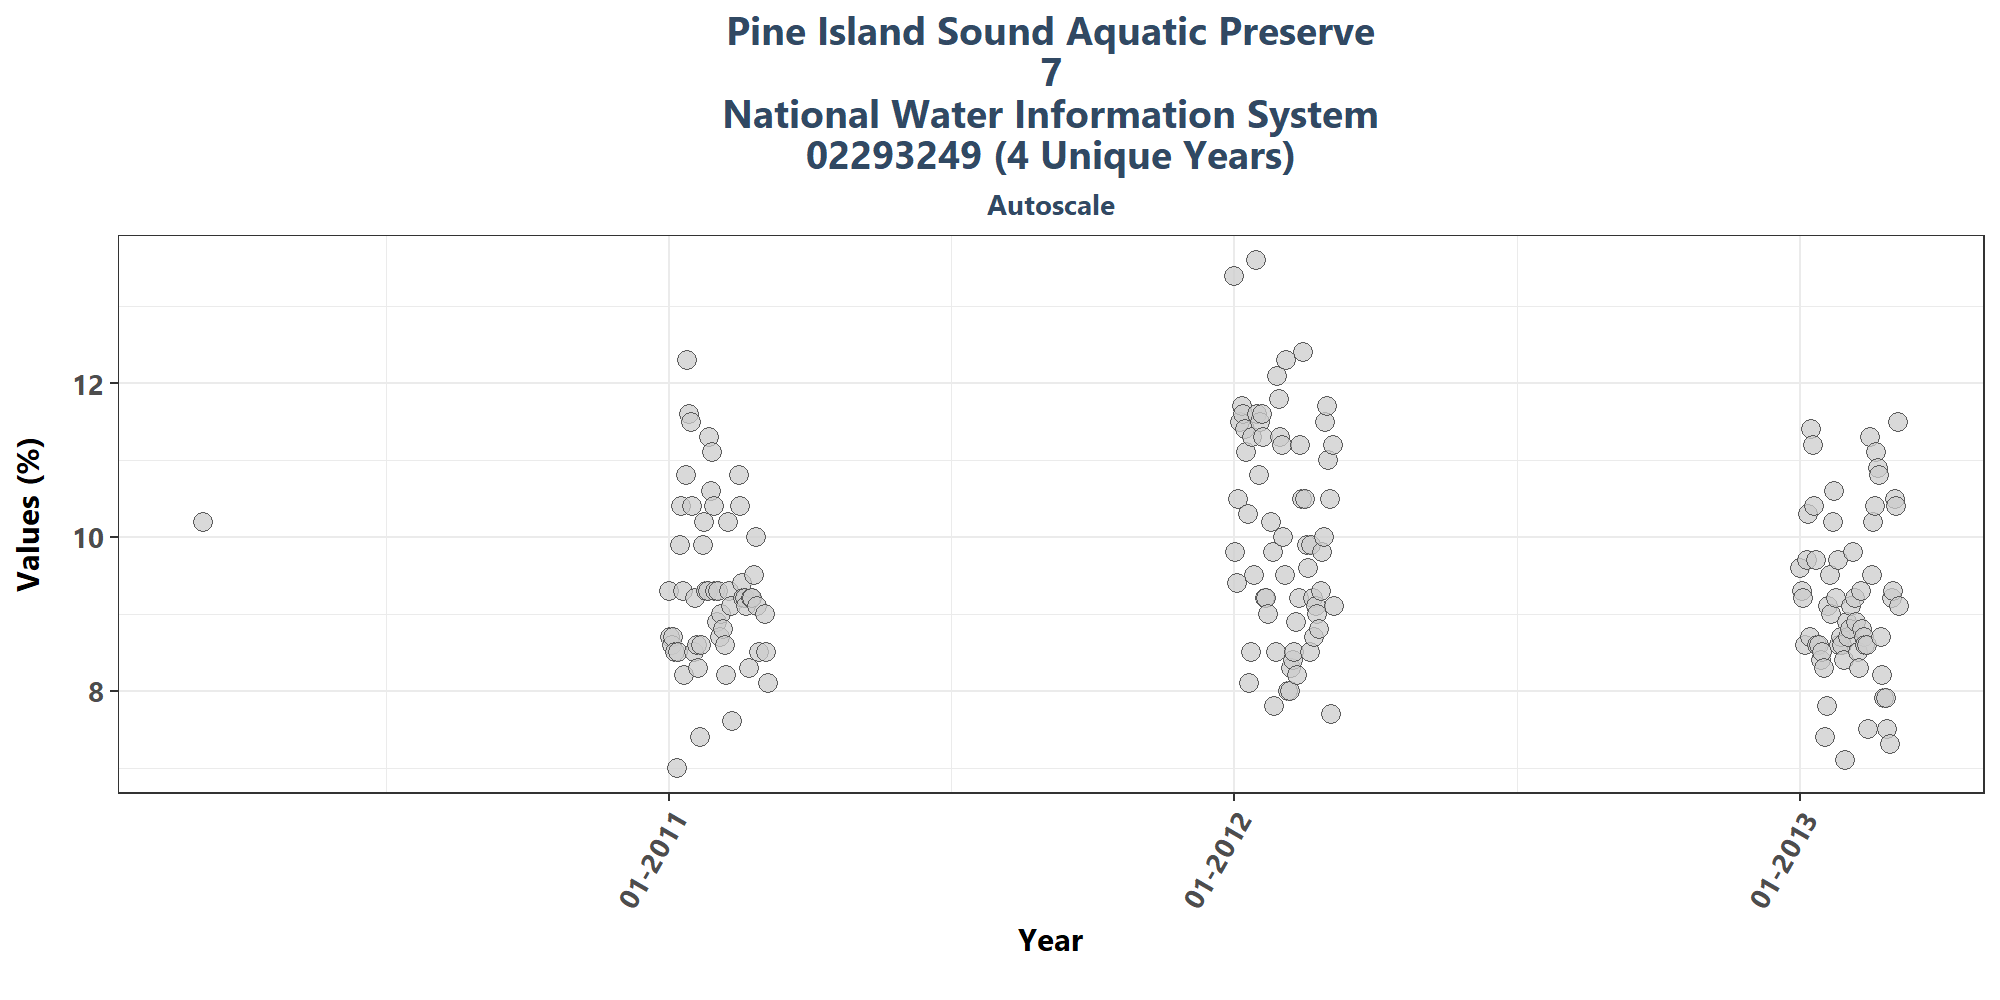 Pine Island Sound Aquatic Preserve
7
National Water Information System
02293249 (4 Unique Years)
Autoscale
Values (%)
12
10
8
01-2011
01-2012
01-2013
Year